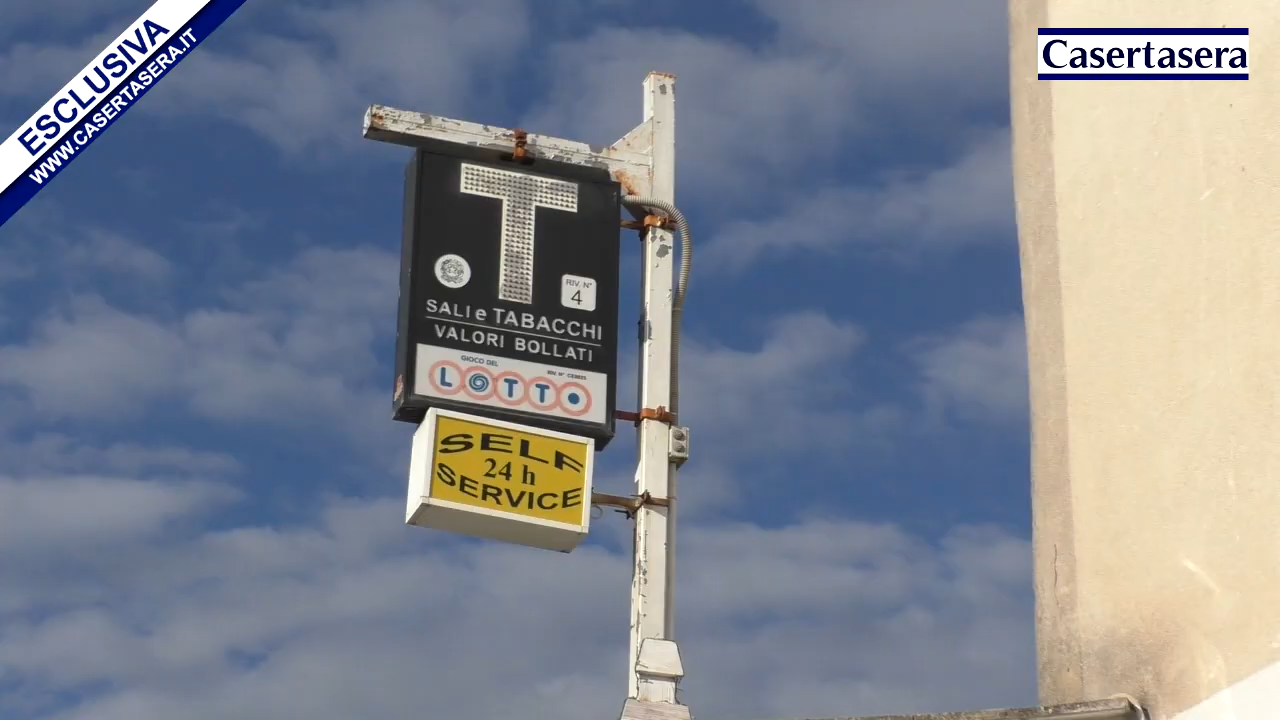 ESCLUSIVA
WWW.CASERTASERA.IT
Casertasera
T
RIV. N°
4
SALI e TABACCHI
VALORI BOLLATI
GIOCO DEL
LOTTO
SELF
24 h
SERVICE